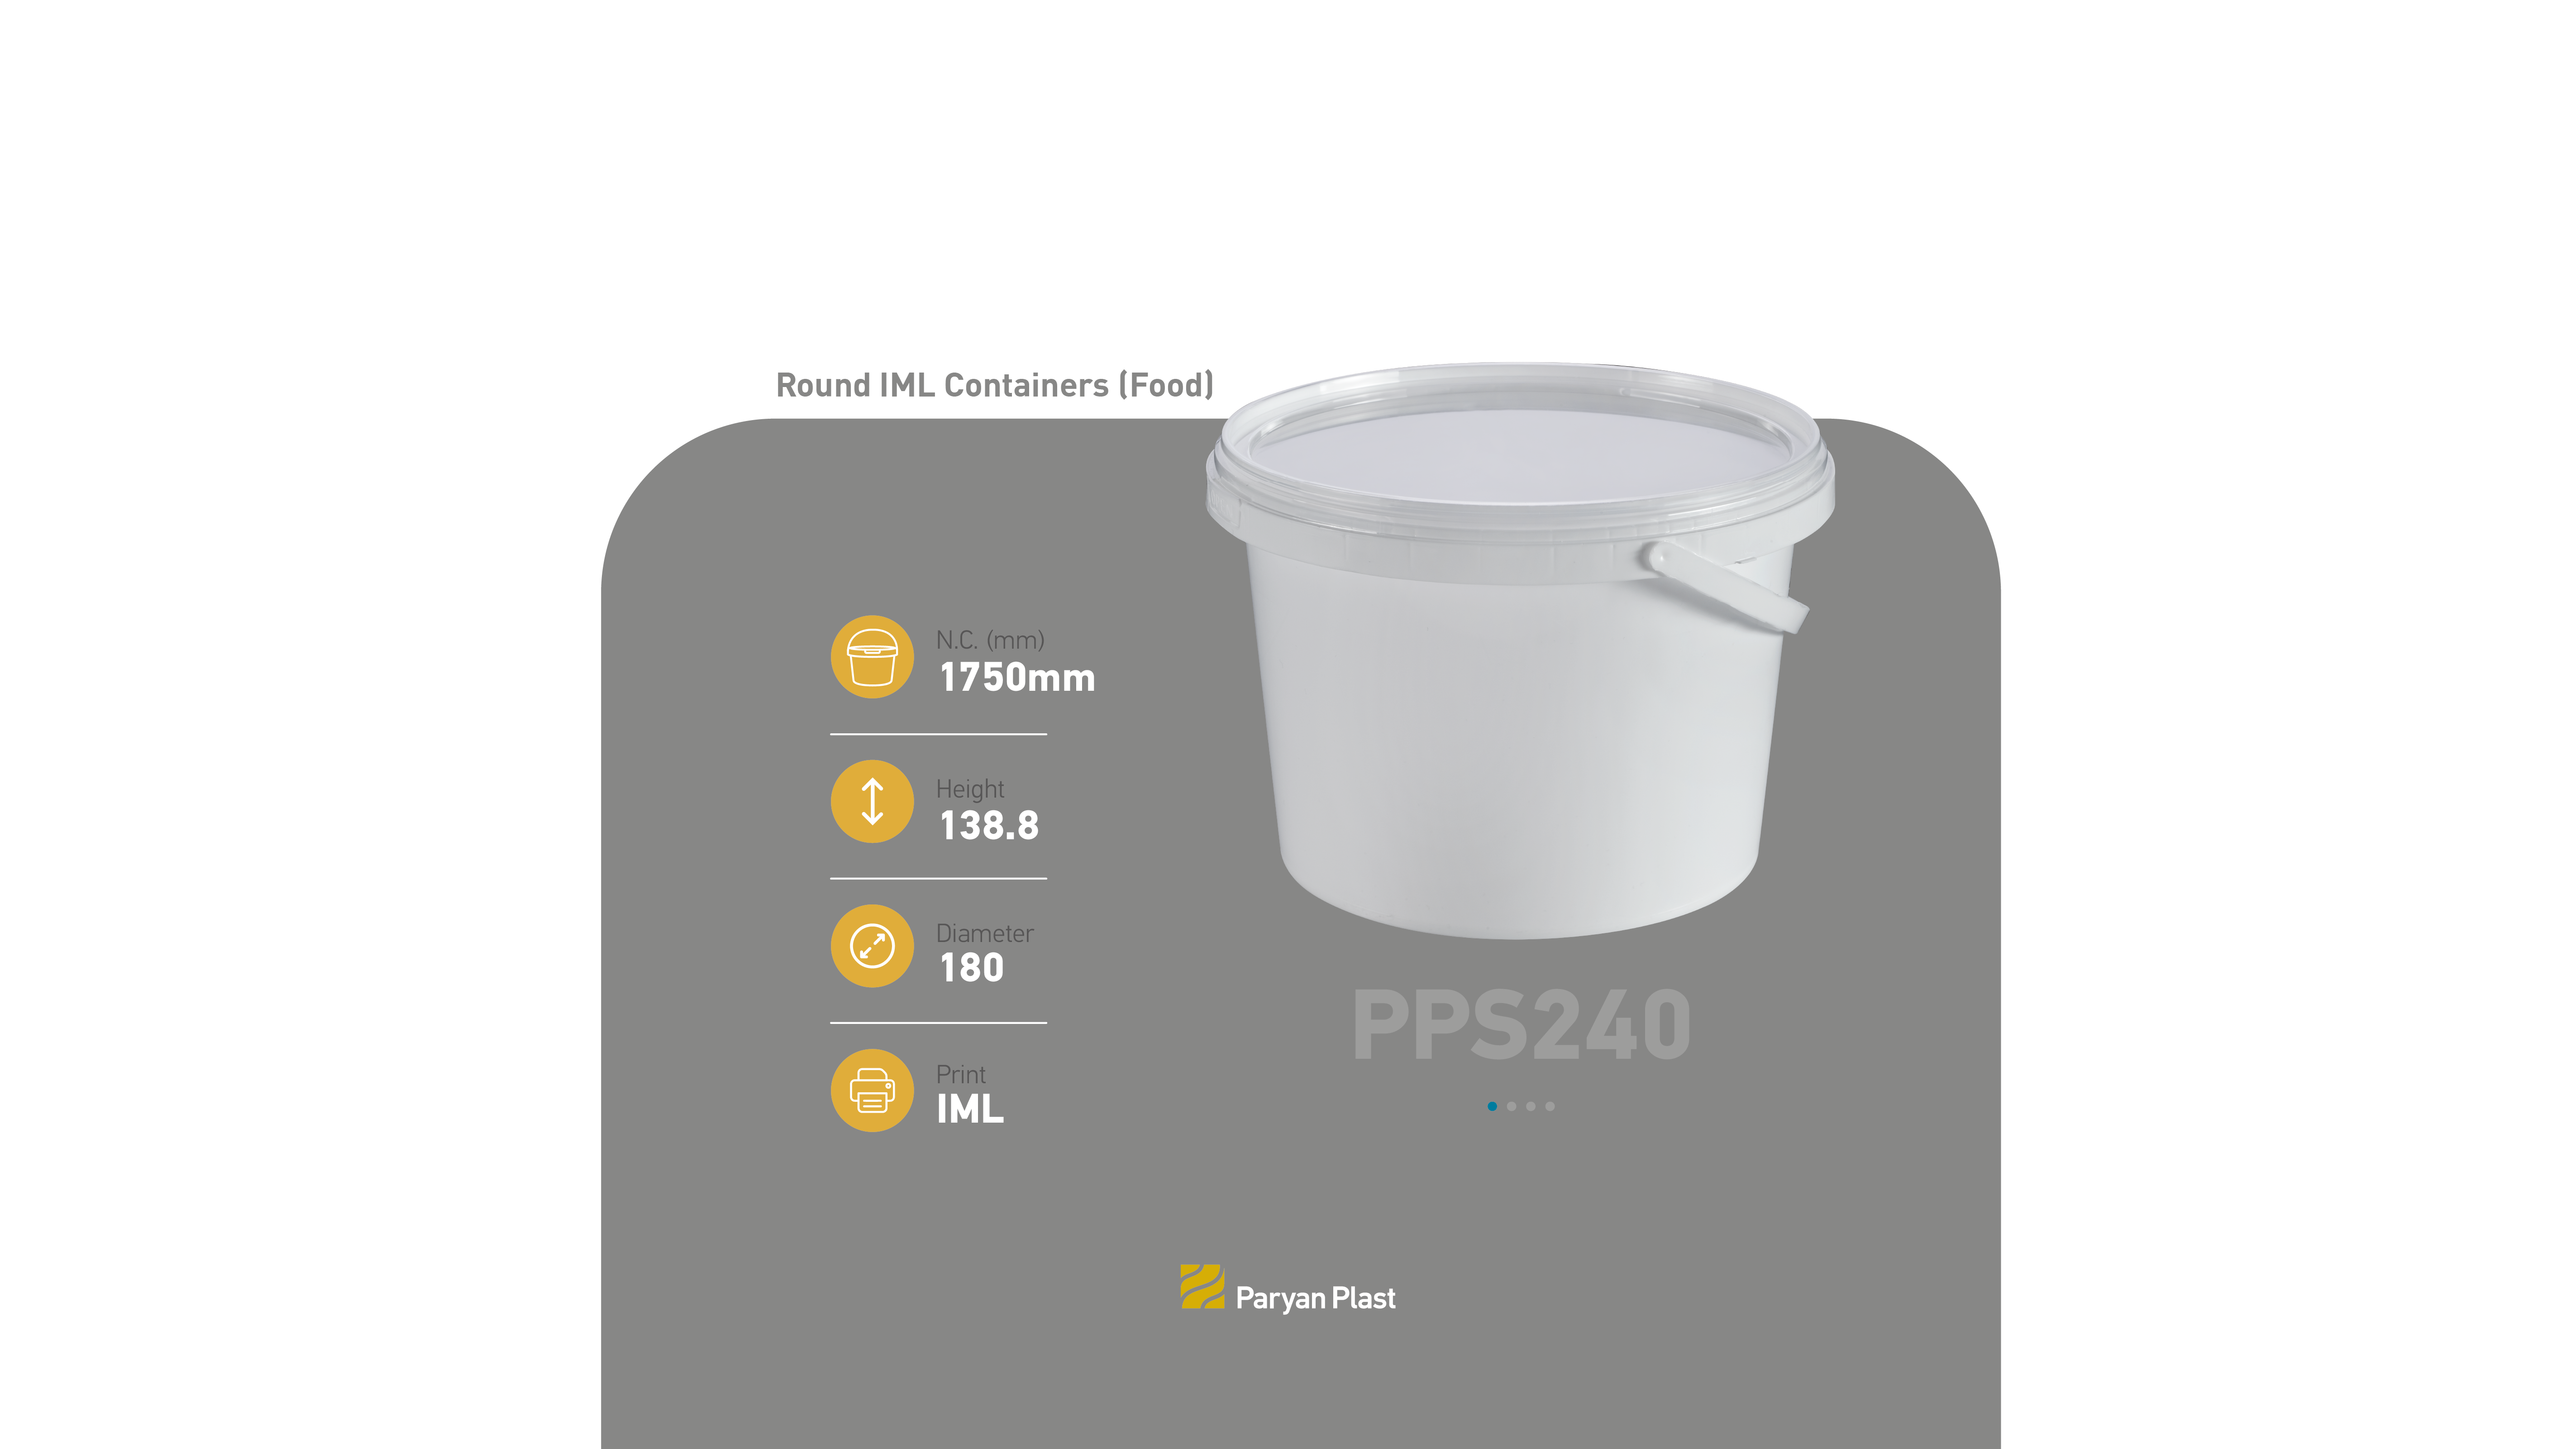 Round IML Containers (Food)
N.C. (mm)
1750mm
Height
138.8
Diameter
180
Print
IML
PPS240
Paryan Plast